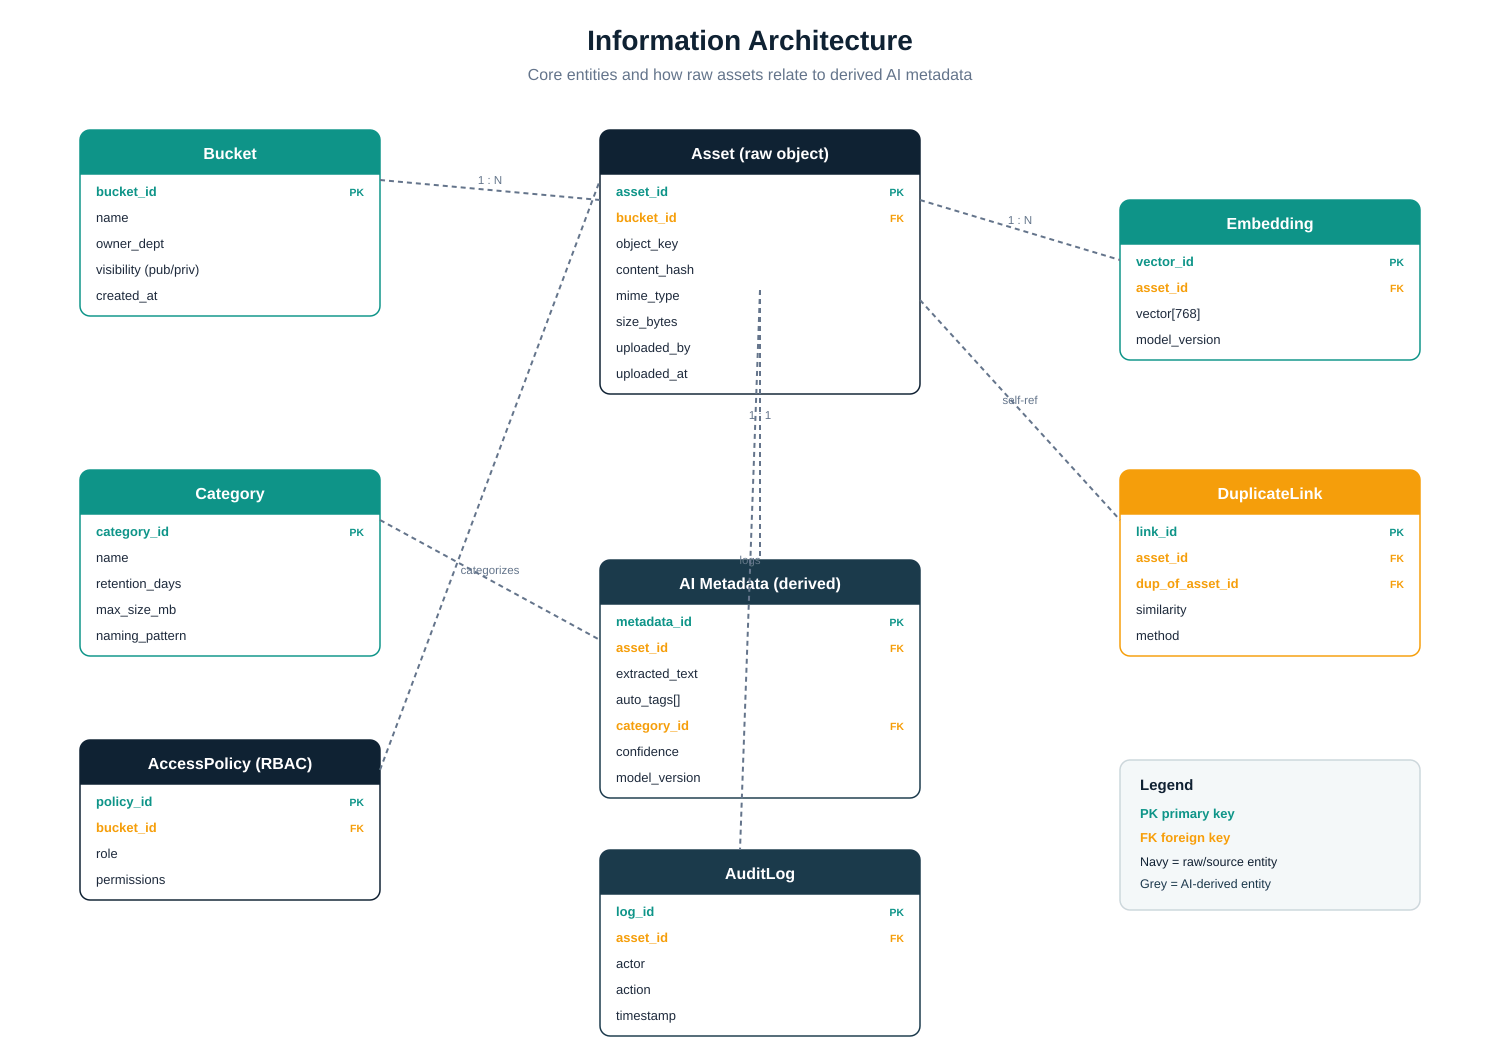 Information Architecture
Core entities and how raw assets relate to derived AI metadata
Bucket
bucket_id PK
name
owner_dept
visibility (pub/priv)
created_at
1 : N
Asset (raw object)
asset_id PK
bucket_id FK
object_key
content_hash
mime_type
size_bytes
uploaded_by
uploaded_at
1 : N
Embedding
vector_id PK
asset_id FK
vector[768]
model_version
self-ref
1 : 1
Category
category_id PK
name
retention_days
max_size_mb
naming_pattern
categorizes
logs
AI Metadata (derived)
metadata_id PK
asset_id FK
extracted_text
auto_tags[]
category_id FK
confidence
model_version
DuplicateLink
link_id PK
asset_id FK
dup_of_asset_id FK
similarity
method
AccessPolicy (RBAC)
policy_id PK
bucket_id FK
role
permissions
AuditLog
log_id PK
asset_id FK
actor
action
timestamp
Legend
PK primary key
FK foreign key
Navy = raw/source entity
Grey = AI-derived entity